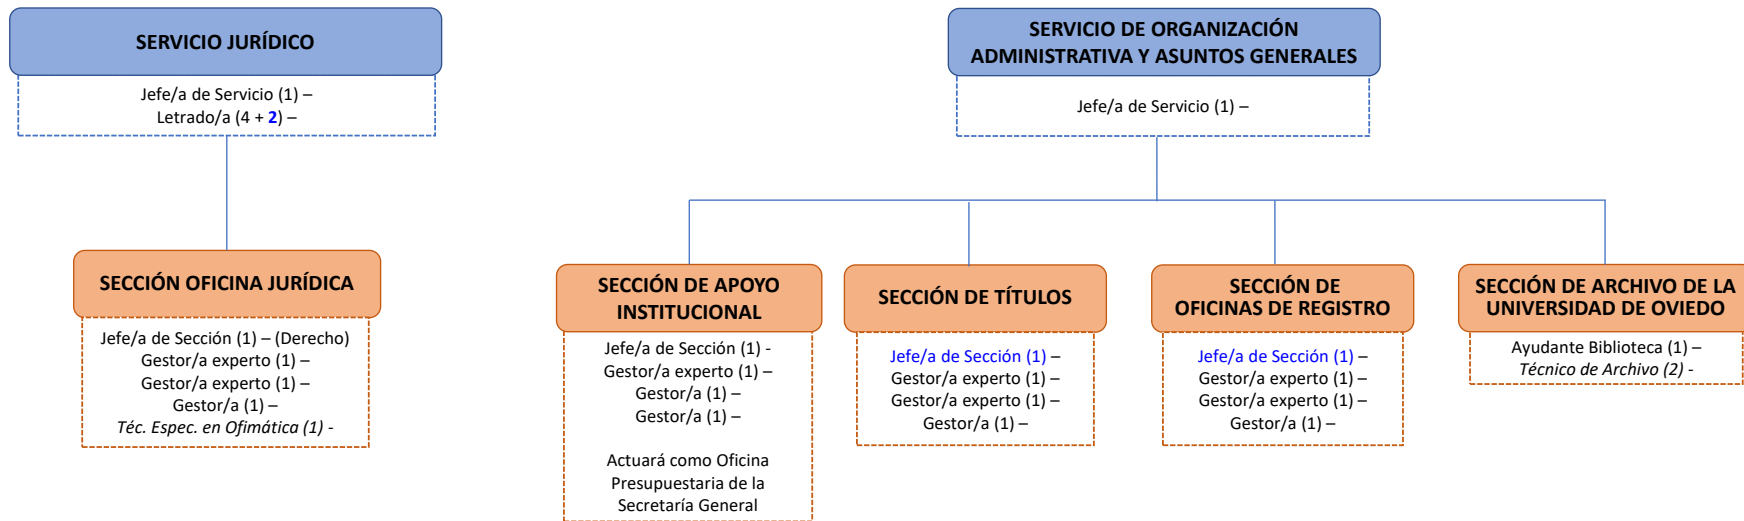 SERVICIO JURÍDICO
Jefe/a de Servicio (1) –
Letrado/a (4 + 2) –
SECCIÓN OFICINA JURÍDICA
Jefe/a de Sección (1) – (Derecho)
Gestor/a experto (1) –
Gestor/a experto (1) –
Gestor/a (1) –
Téc. Espec. en Ofimática (1) -
SERVICIO DE ORGANIZACIÓN
ADMINISTRATIVA Y ASUNTOS GENERALES
Jefe/a de Servicio (1) –
SECCIÓN DE APOYO
INSTITUCIONAL
Jefe/a de Sección (1) -
Gestor/a experto (1) –
Gestor/a (1) –
Gestor/a (1) –
Actuará como Oficina
Presupuestaria de la
Secretaría General
SECCIÓN DE TÍTULOS
Jefe/a de Sección (1) –
Gestor/a experto (1) –
Gestor/a experto (1) –
Gestor/a (1) –
SECCIÓN DE
OFICINAS DE REGISTRO
Jefe/a de Sección (1) –
Gestor/a experto (1) –
Gestor/a experto (1) –
Gestor/a (1) –
SECCIÓN DE ARCHIVO DE LA
UNIVERSIDAD DE OVIEDO
Ayudante Biblioteca (1) –
Técnico de Archivo (2) -